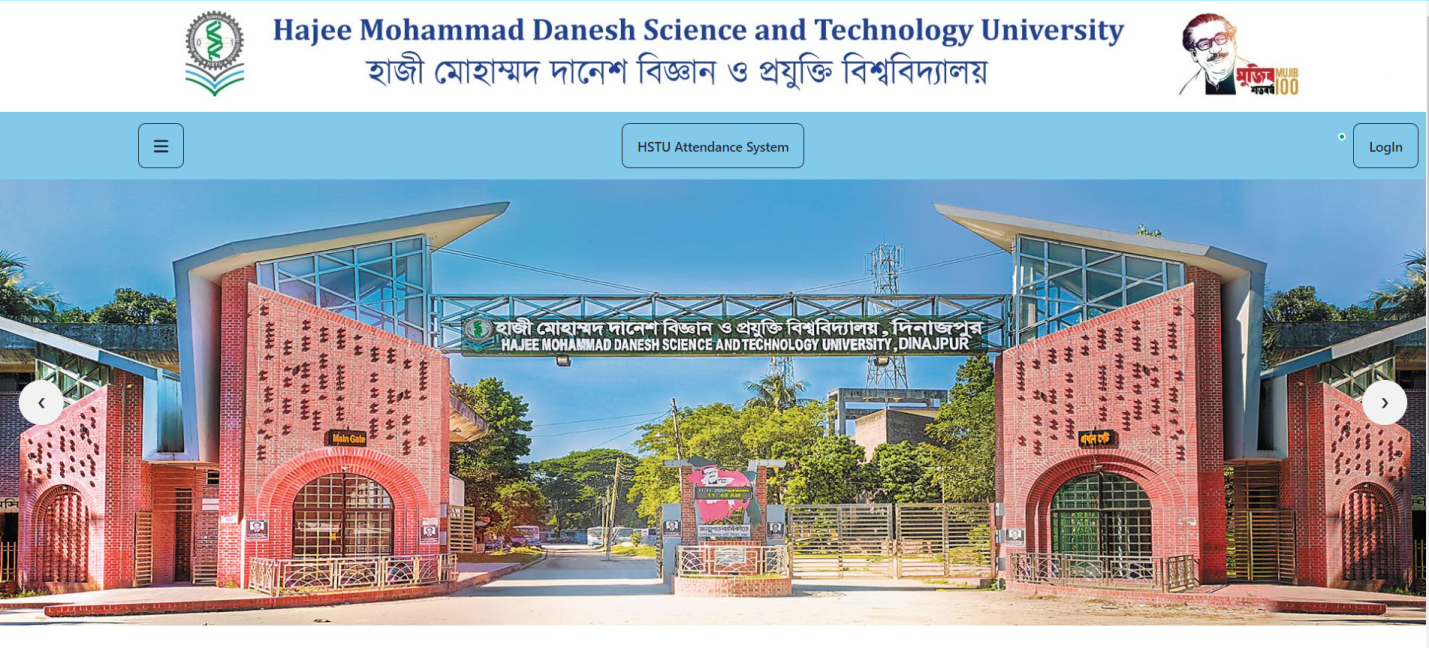 Hajee Mohammad Danesh Science and Technology University
হাজী মোহাম্মদ দানেশ বিজ্ঞান ও প্রযুক্তি বিশ্ববিদ্যালয়
মুজিব MUJIB
শতবর্ষ 100
HSTU Attendance System
LogIn
হাজী মোহাম্মদ দানেশ বিজ্ঞান ও প্রযুক্তি বিশ্ববিদ্যালয়, দিনাজপুর
HAJEE MOHAMMAD DANESH SCIENCE AND TECHNOLOGY UNIVERSITY, DINAJPUR
Main Gate
প্রধান গেট